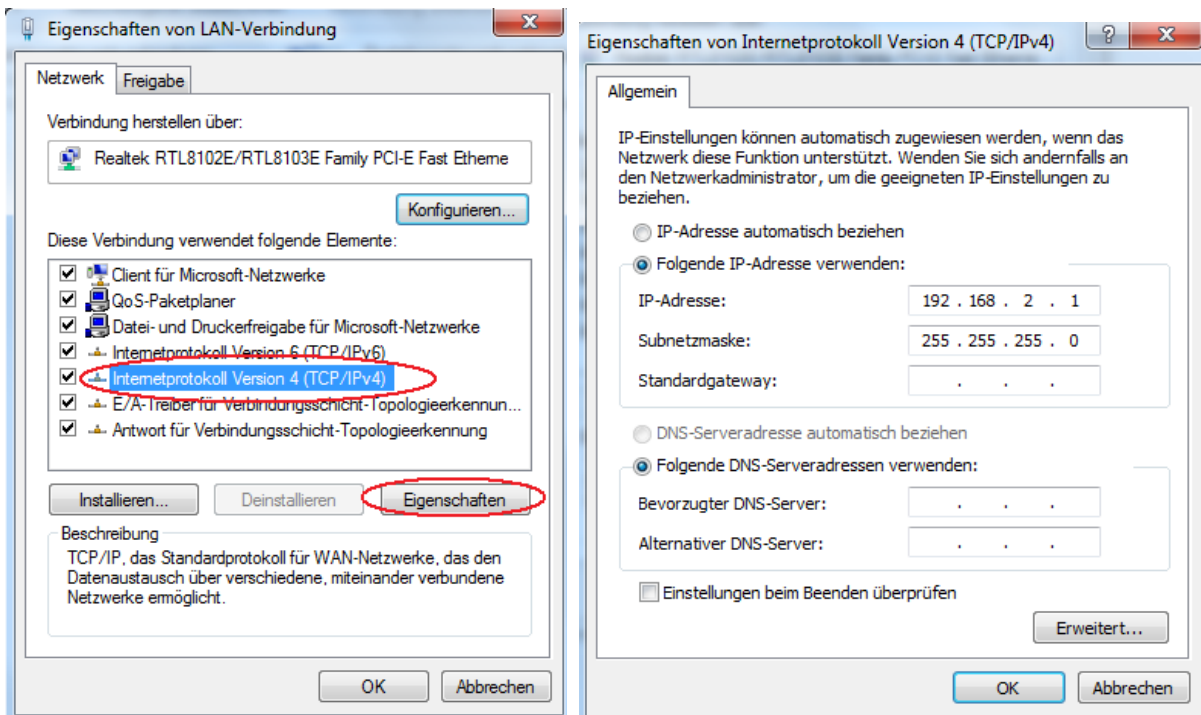 Eigenschaften von LAN-Verbindung
Netzwerk
Freigabe
Verbindung herstellen über:
Realtek RTL8102E/RTL8103E Family PCI-E Fast Etheme
Konfigurieren...
Diese Verbindung verwendet folgende Elemente:
Client für Microsoft-Netzwerke
QoS-Paketplaner
Datei- und Druckerfreigabe für Microsoft-Netzwerke
Internetprotokoll Version 6 (TCP/IPv6)
Internetprotokoll Version 4 (TCP/IPv4)
E/A-Treiber für Verbindungsschicht-Topologieerkennun...
Antwort für Verbindungsschicht-Topologieerkennung
Installieren...
Deinstallieren
Eigenschaften
Beschreibung
TCP/IP, das Standardprotokoll für WAN-Netzwerke, das den
Datenaustausch über verschiedene, miteinander verbundene
Netzwerke ermöglicht.
OK
Abbrechen
Eigenschaften von Internetprotokoll Version 4 (TCP/IPv4)
Allgemein
IP-Einstellungen können automatisch zugewiesen werden, wenn das
Netzwerk diese Funktion unterstützt. Wenden Sie sich andernfalls an
den Netzwerkadministrator, um die geeigneten IP-Einstellungen zu
beziehen.
IP-Adresse automatisch beziehen
Folgende IP-Adresse verwenden:
IP-Adresse: 192 . 168 . 2 . 1
Subnetzmaske: 255 . 255 . 255 . 0
Standardgateway: . . .
DNS-Serveradresse automatisch beziehen
Folgende DNS-Serveradressen verwenden:
Bevorzugter DNS-Server: . . .
Alternativer DNS-Server: . . .
Einstellungen beim Beenden überprüfen
Erweitert...
OK
Abbrechen